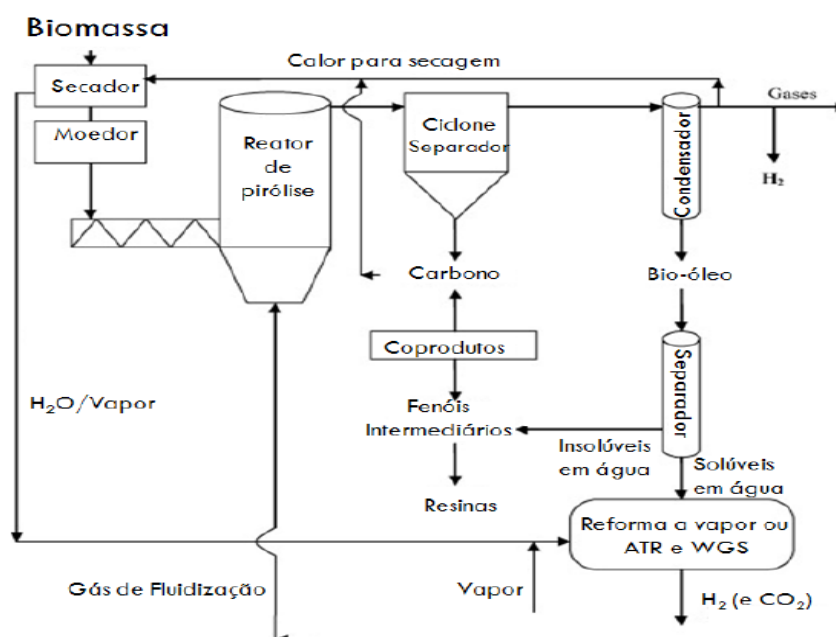 Biomassa
Calor para secagem
Secador
Gases
Moedor
Reator
de
pirólise
Ciclone
Separador
Condensador
H₂
Carbono
Bio-óleo
Coprodutos
Separador
H₂O/Vapor
Fenóis
Intermediários
Insolúveis
em água
Solúveis
em água
Resinas
Reforma a vapor ou
ATR e WGS
Gás de Fluidização
Vapor
H₂ (e CO₂)